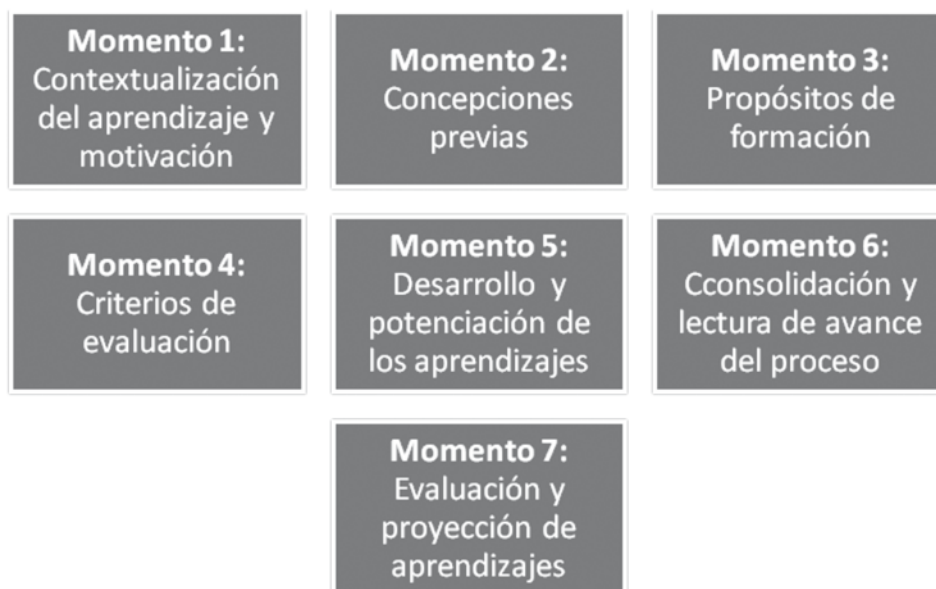 Momento 1:
Contextualización
del aprendizaje y
motivación
Momento 2:
Concepciones
previas
Momento 3:
Propósitos de
formación
Momento 4:
Criterios de
evaluación
Momento 5:
Desarrollo y
potenciación de
los aprendizajes
Momento 6:
Cconsolidación y
lectura de avance
del proceso
Momento 7:
Evaluación y
proyección de
aprendizajes